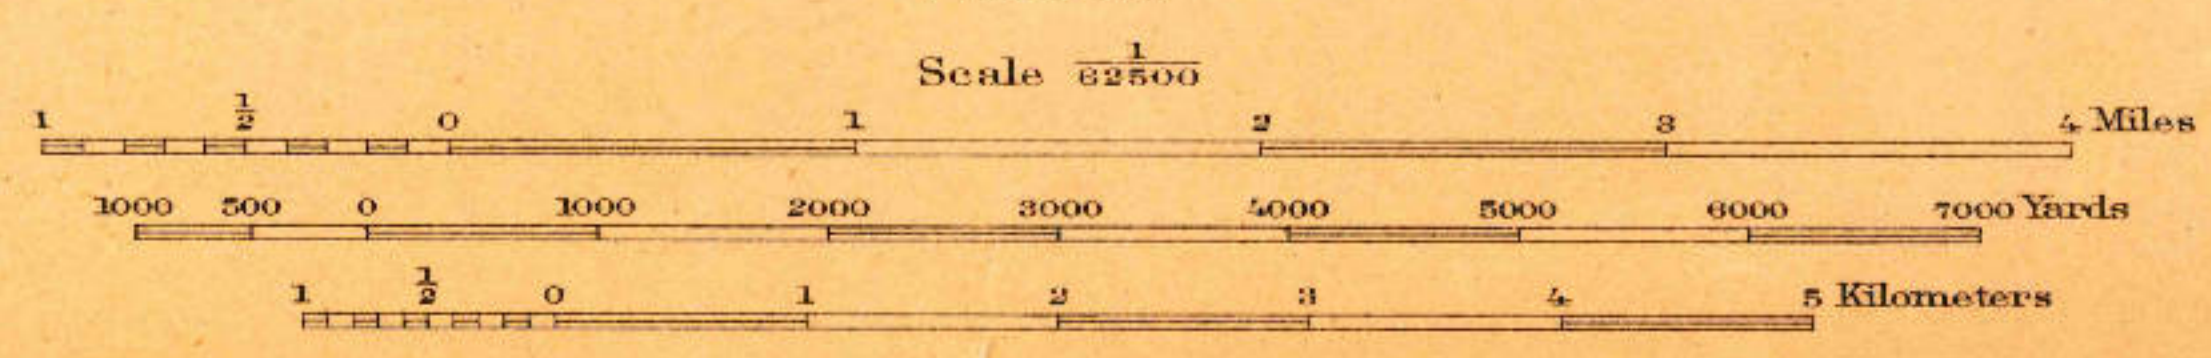 Scale 1/62500
1 1/2 0 1 2 3 4 Miles
1000 500 0 1000 2000 3000 4000 5000 6000 7000 Yards
1 1/2 0 1 2 3 4 5 Kilometers